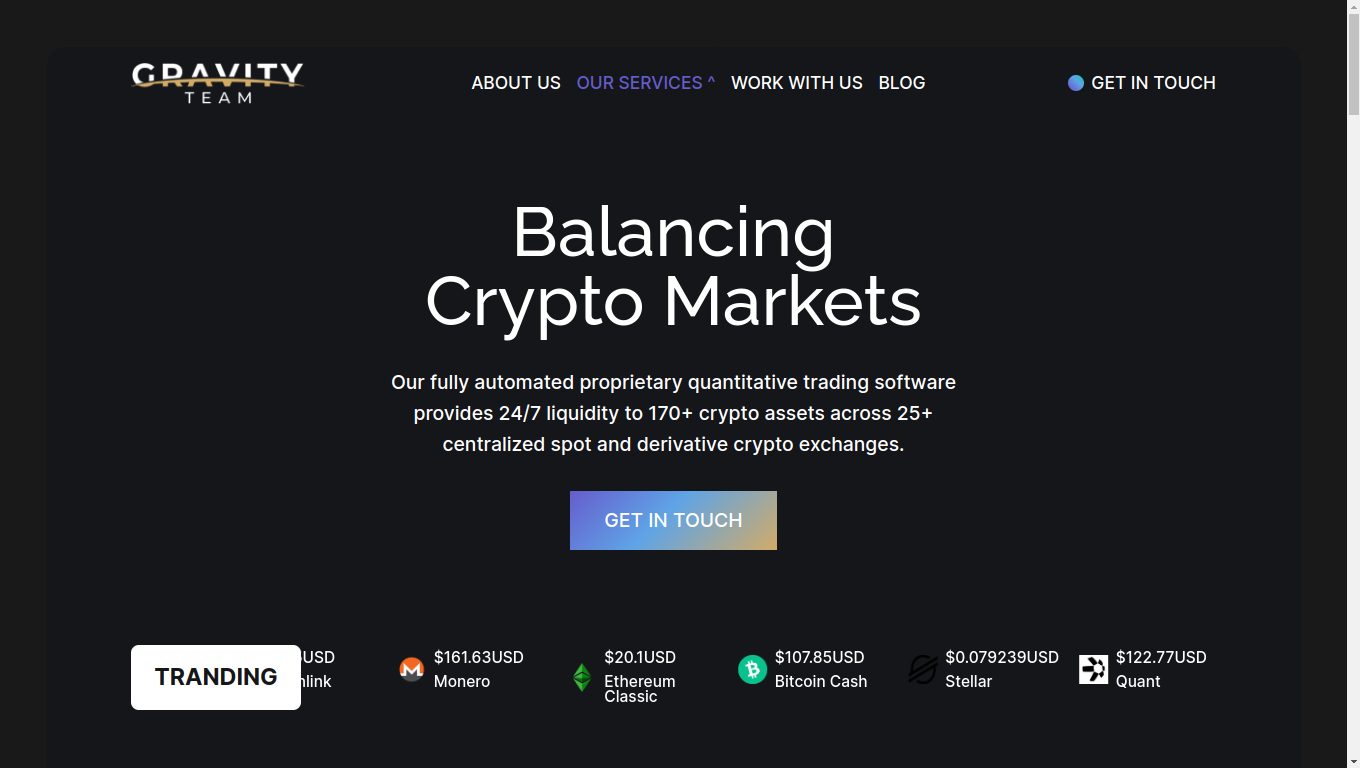 GRAVITY
TEAM
ABOUT US OUR SERVICES ^ WORK WITH US BLOG
GET IN TOUCH
Balancing
Crypto Markets
Our fully automated proprietary quantitative trading software
provides 24/7 liquidity to 170+ crypto assets across 25+
centralized spot and derivative crypto exchanges.
GET IN TOUCH
TRANDING
USD
$161.63USD
Monero
$20.1USD
Ethereum
Classic
$107.85USD
Bitcoin Cash
$0.079239USD
Stellar
$122.77USD
Quant